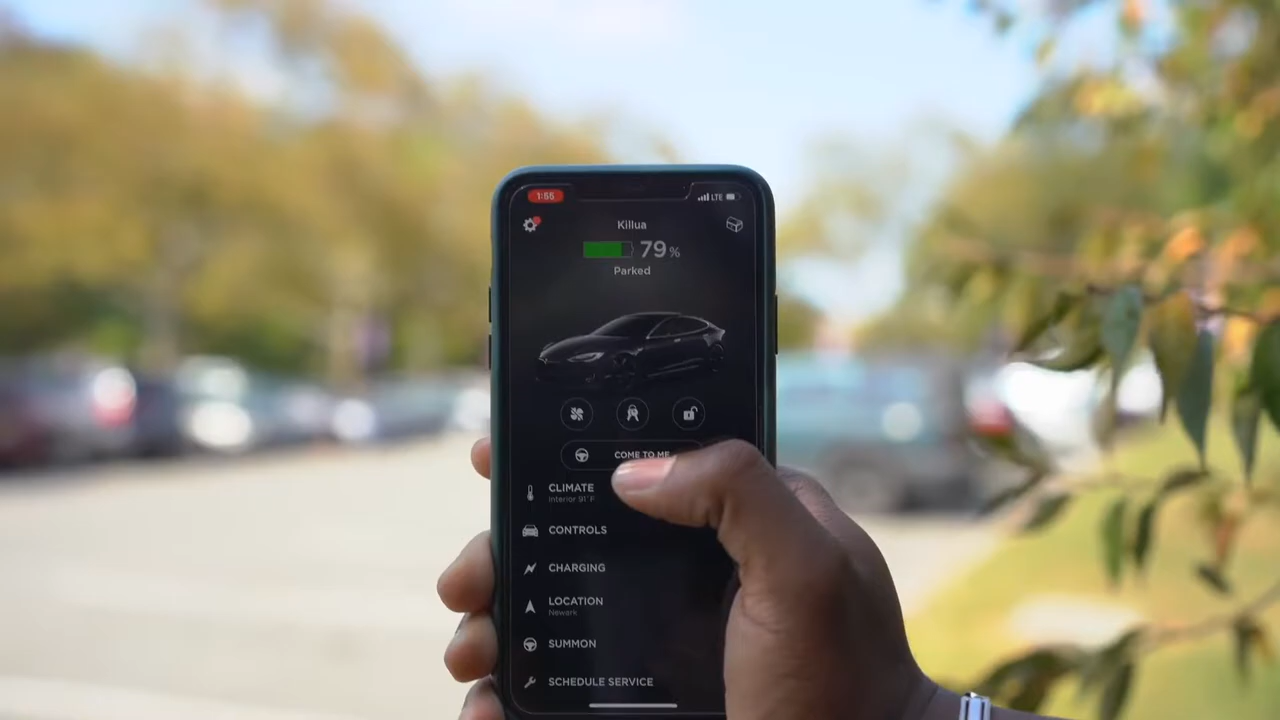 1:55
LTE
Killua
79%
Parked
COME TO ME
CLIMATE
Interior 91°F
CONTROLS
CHARGING
LOCATION
Newark
SUMMON
SCHEDULE SERVICE